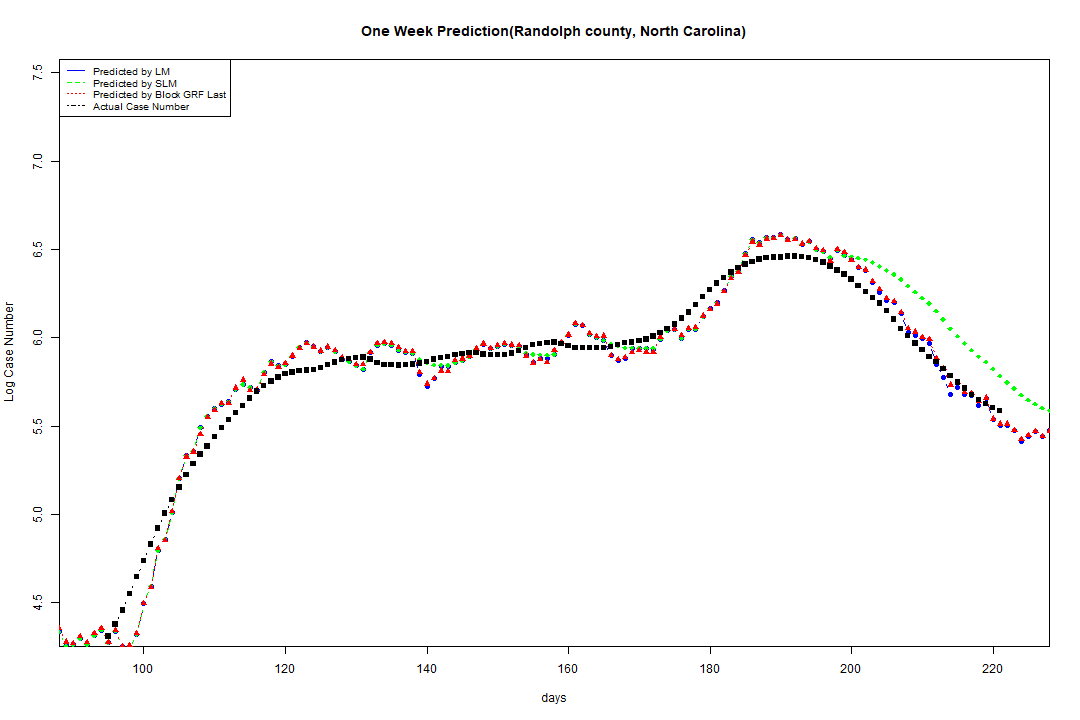 One Week Prediction(Randolph county, North Carolina)
Predicted by LM
Predicted by SLM
Predicted by Block GRF Last
Actual Case Number
Log Case Number
7.5
7.0
6.5
6.0
5.5
5.0
4.5
100 120 140 160 180 200 220
days